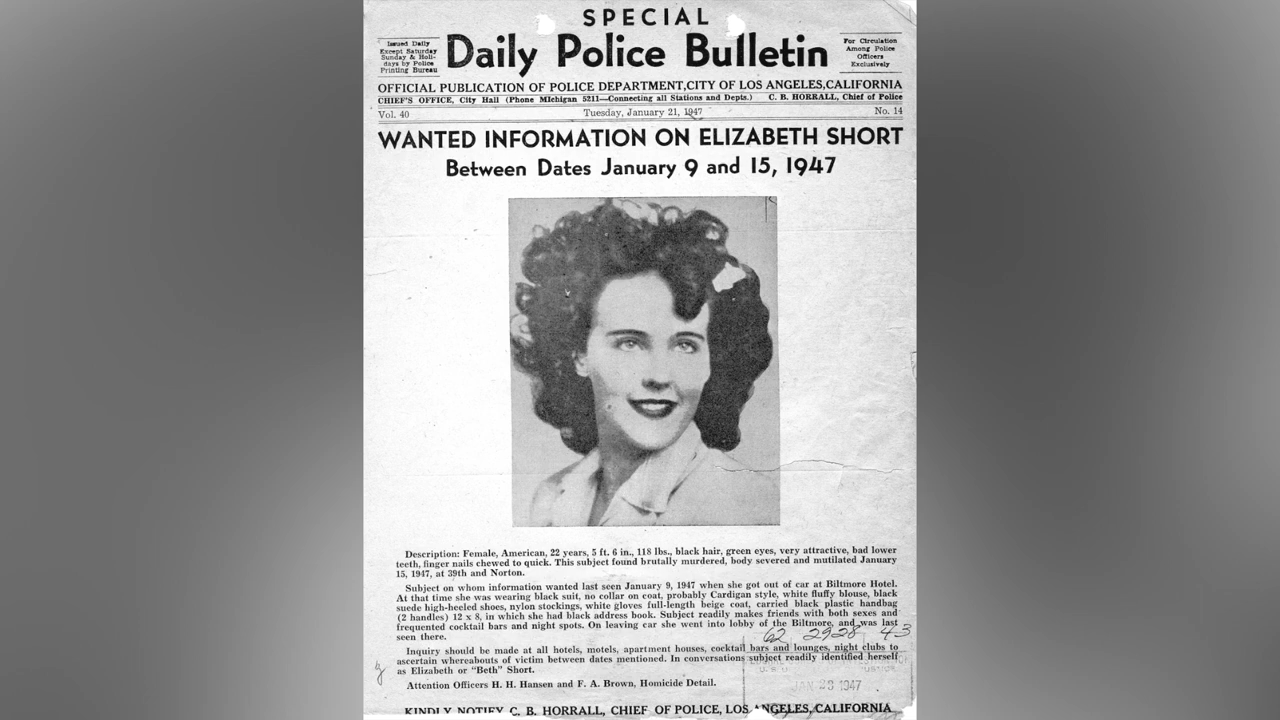 SPECIAL
Issued Daily
Except Saturday
Sunday & Holi-
days by Police
Printing Bureau
Daily Police Bulletin
For Circulation
Among Police
Officers
Exclusively
OFFICIAL PUBLICATION OF POLICE DEPARTMENT,CITY OF LOS ANGELES,CALIFORNIA
CHIEF'S OFFICE, City Hall (Phone MIchigan 5211—Connecting all Stations and Depts.) C. B. HORRALL, Chief of Police
Vol. 40 Tuesday, January 21, 1947 No. 14
WANTED INFORMATION ON ELIZABETH SHORT
Between Dates January 9 and 15, 1947
Description: Female, American, 22 years, 5 ft. 6 in., 118 lbs., black hair, green eyes, very attractive, bad lower
teeth, finger nails chewed to quick. This subject found brutally murdered, body severed and mutilated January
15, 1947, at 39th and Norton.
Subject on whom information wanted last seen January 9, 1947 when she got out of car at Biltmore Hotel.
At that time she was wearing black suit, no collar on coat, probably Cardigan style, white fluffy blouse, black
suede high-heeled shoes, nylon stockings, white gloves full-length beige coat, carried black plastic handbag
(2 handles) 12 x 8, in which she had black address book. Subject readily makes friends with both sexes and
frequented cocktail bars and night spots. On leaving car she went into lobby of the Biltmore, and was last
seen there.
62 2928 43
Inquiry should be made at all hotels, motels, apartment houses, cocktail bars and lounges, night clubs to
ascertain whereabouts of victim between dates mentioned. In conversations subject readily identified herself
as Elizabeth or "Beth" Short.
Attention Officers H. H. Hansen and F. A. Brown, Homicide Detail.
JAN 23 1947
KINDLY NOTIFY C. B. HORRALL, CHIEF OF POLICE, LOS ANGELES, CALIFORNIA